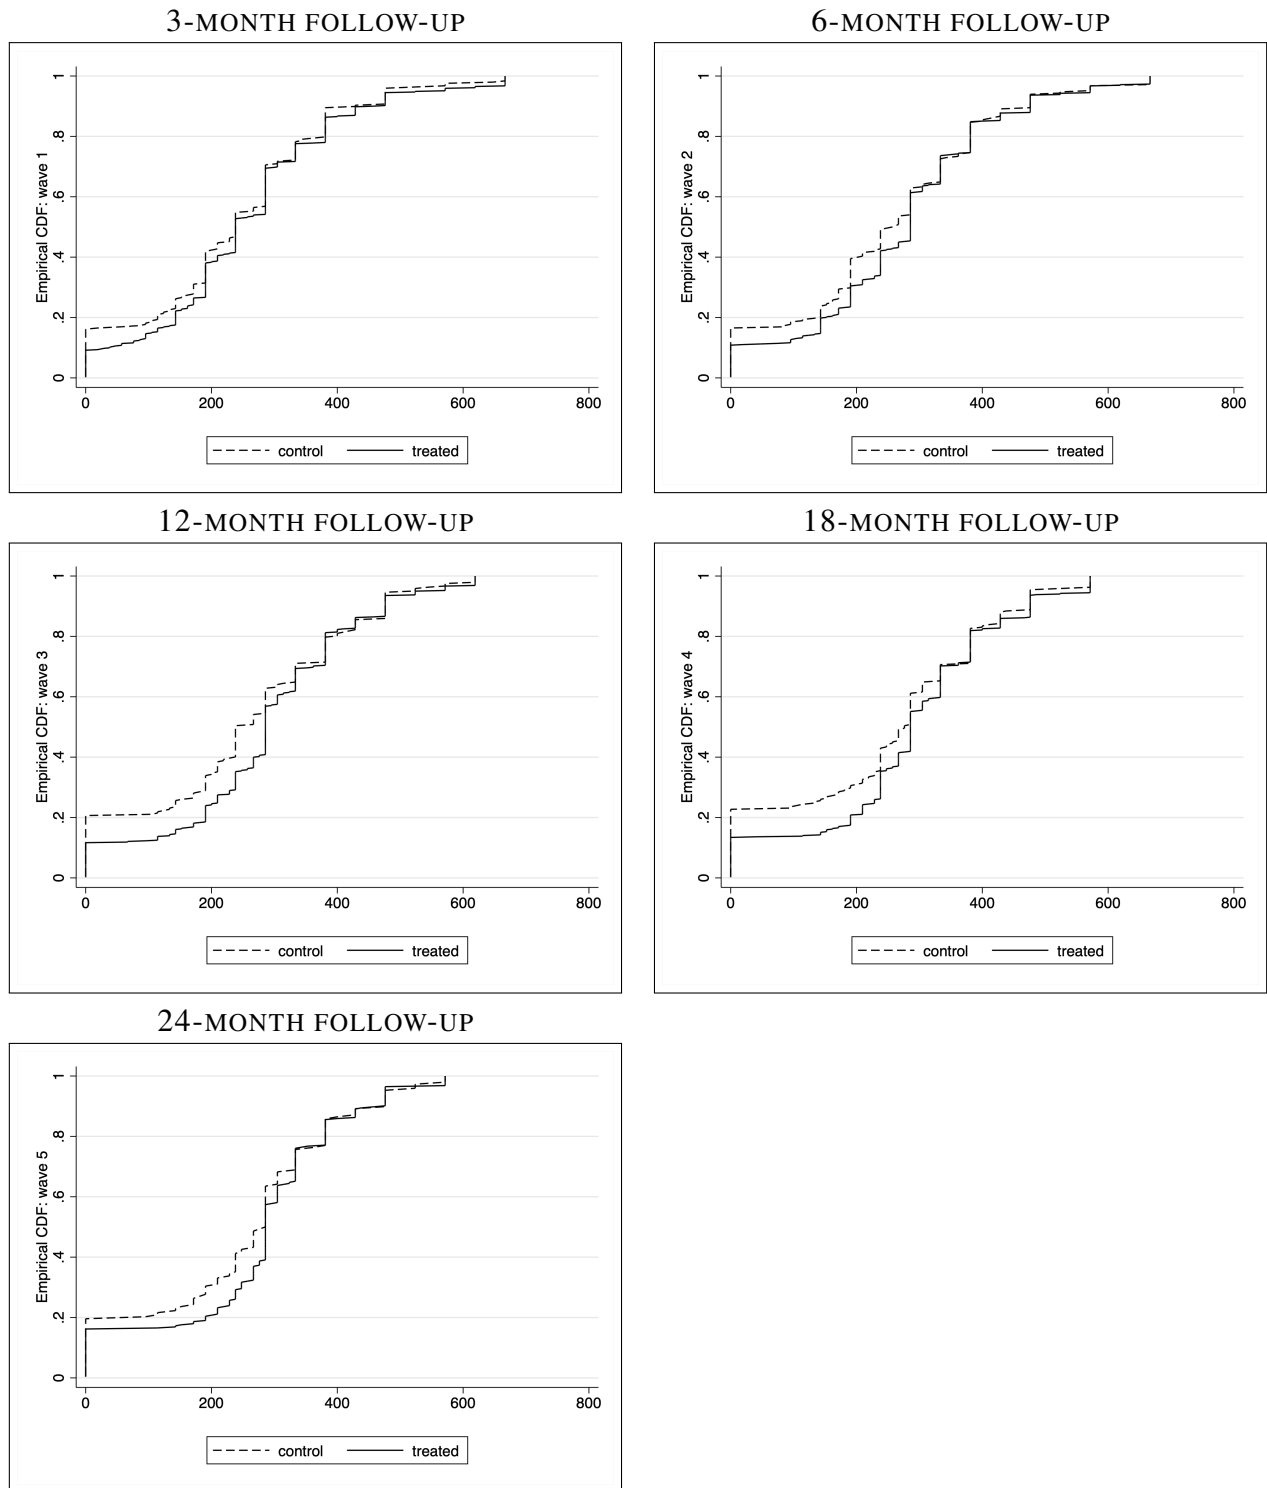 3-MONTH FOLLOW-UP
Empirical CDF: wave 1
1
.8
.6
.4
.2
0
0 200 400 600 800
control treated
6-MONTH FOLLOW-UP
Empirical CDF: wave 2
1
.8
.6
.4
.2
0
0 200 400 600 800
control treated
12-MONTH FOLLOW-UP
Empirical CDF: wave 3
1
.8
.6
.4
.2
0
0 200 400 600 800
control treated
18-MONTH FOLLOW-UP
Empirical CDF: wave 4
1
.8
.6
.4
.2
0
0 200 400 600 800
control treated
24-MONTH FOLLOW-UP
Empirical CDF: wave 5
1
.8
.6
.4
.2
0
0 200 400 600 800
control treated